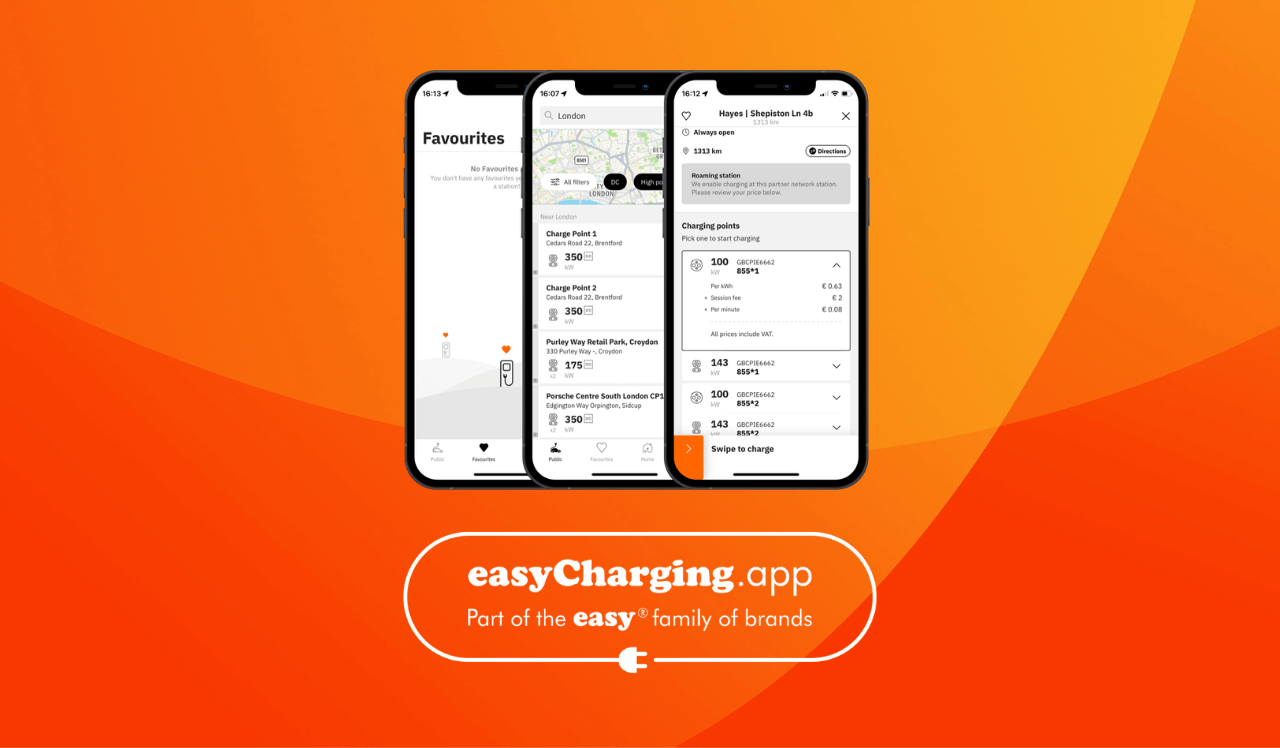 16:13
Favourites
No Favourites
You don't have any favourites
a station!
Public
Favourites
16:07
London
B501
All filters
DC
High
LONDON
Near London
Charge Point 1
Cedars Road 22, Brentford
350
kW
Charge Point 2
Cedars Road 22, Brentford
350
kW
Purley Way Retail Park, Croydon
330 Purley Way -, Croydon
x2
175
kW
Porsche Centre South London CP1
Edgington Way Orpington, Sidcup
x2
350
kW
Public
Favourites
Home
16:12
Hayes | Shepiston Ln 4b
1313 km
Always open
1313 km
Directions
Roaming station
We enable charging at this partner network station.
Please review your price below.
Charging points
Pick one to start charging
100 GBCPIE6662
kW 855*1
Per kWh € 0.63
+ Session fee € 2
+ Per minute € 0.08
All prices include VAT.
143 GBCPIE6662
kW 855*1
100 GBCPIE6662
kW 855*2
143 GBCPIE6662
kW 855*2
Swipe to charge
easyCharging.app
Part of the easy® family of brands